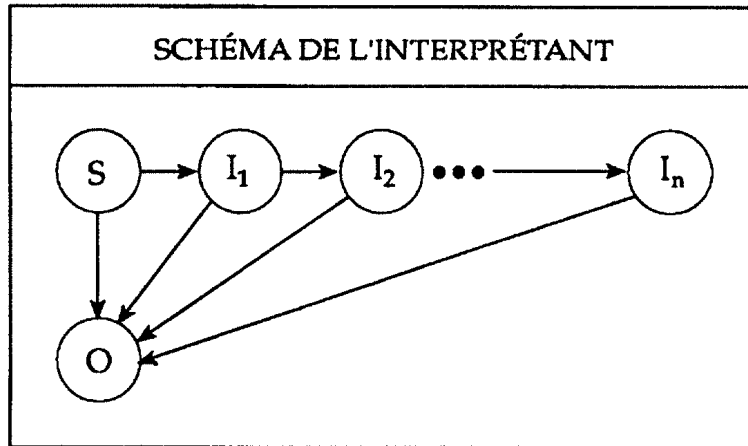 SCHÉMA DE L'INTERPRÉTANT
S I₁ I₂ ••• Iₙ
O